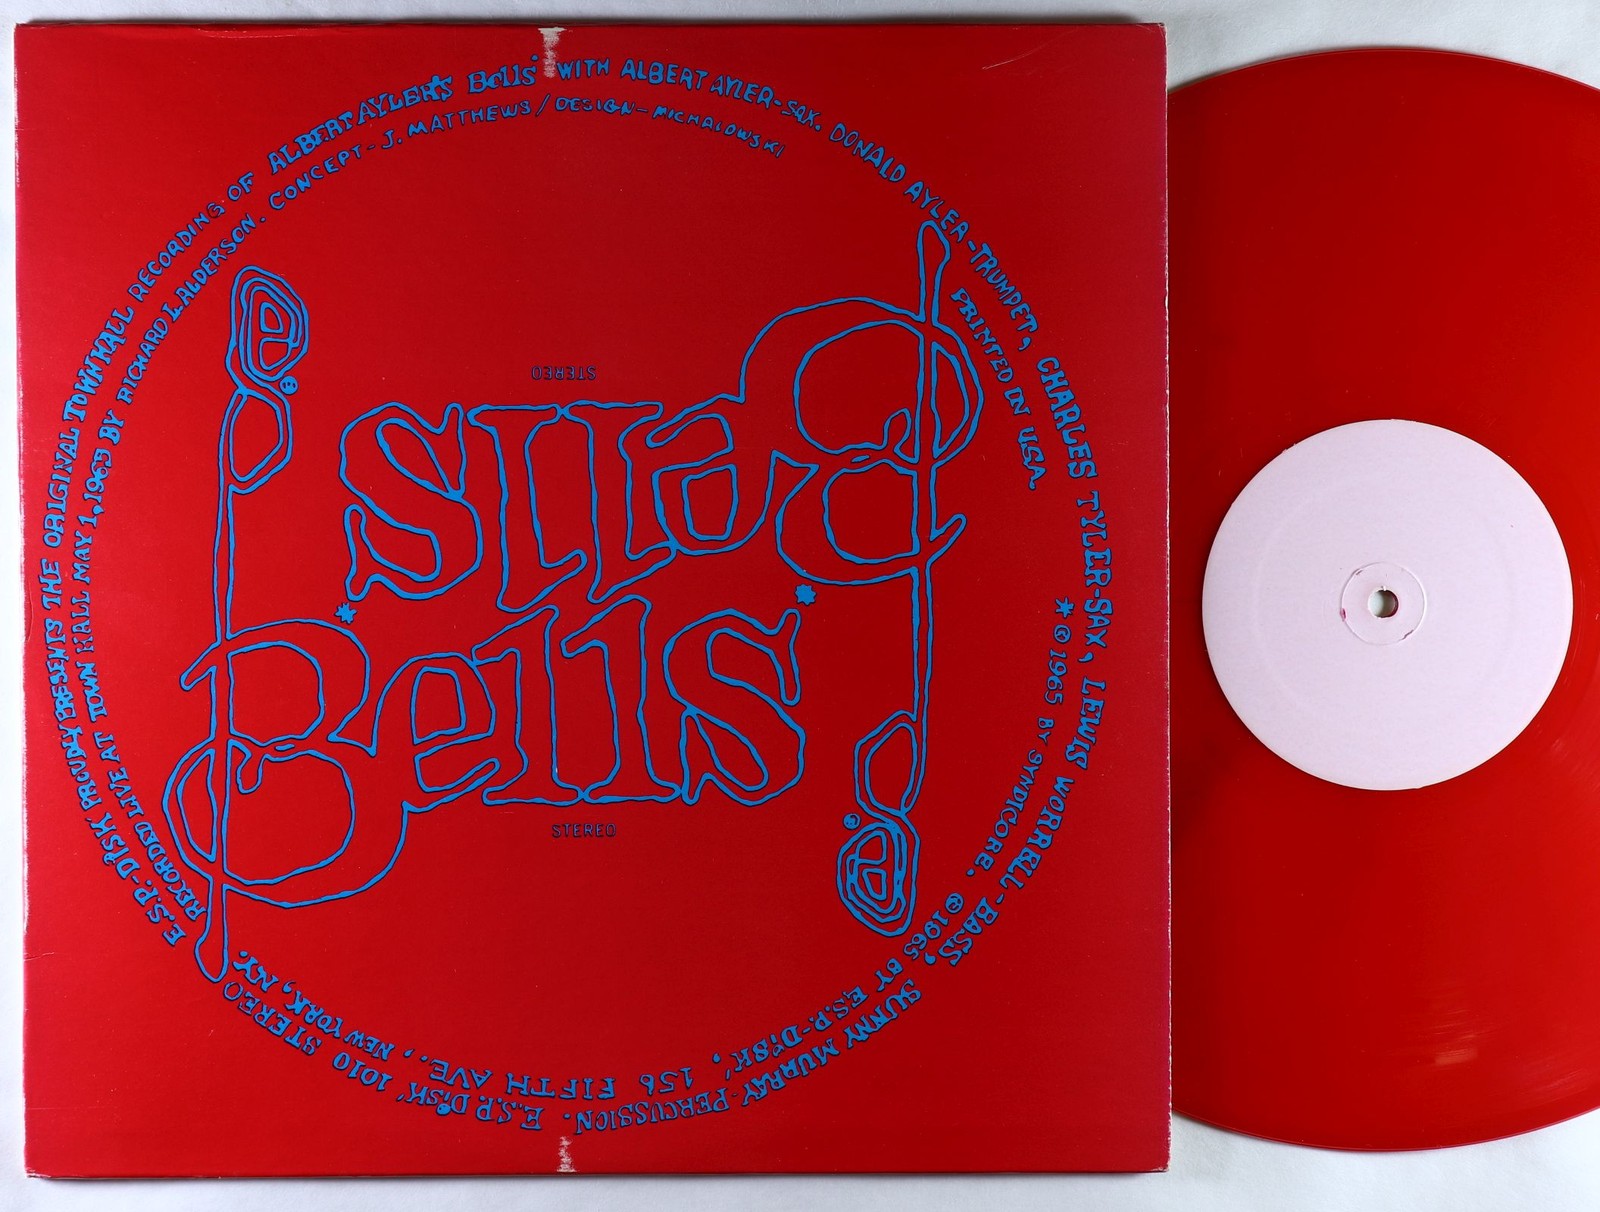 E.S.P.-DiSK' PROUDLY PRESENTS THE ORIGINAL TOWN HALL RECORDING OF ALBERT AYLER'S Bells* WITH ALBERT AYLER-SAX. DONALD AYLER-TRUMPET, CHARLES TYLER-SAX, LEWIS WORRELL-BASS, SUNNY MURRAY-PERCUSSION. E.S.P. DiSK' 1010 STEREO
RECORDED LIVE AT TOWN HALL MAY 1, 1965 BY RICHARD L. ALDERSON. CONCEPT-J. MATTHEWS / DESIGN-MICHALOWSKI
PRINTED IN U.S.A.
* © 1965 BY SYNDICORE. © 1965 BY E.S.P.-DiSK', 156 FIFTH AVE., NEW YORK, N.Y.
STEREO
Bells*
Bells*
STEREO